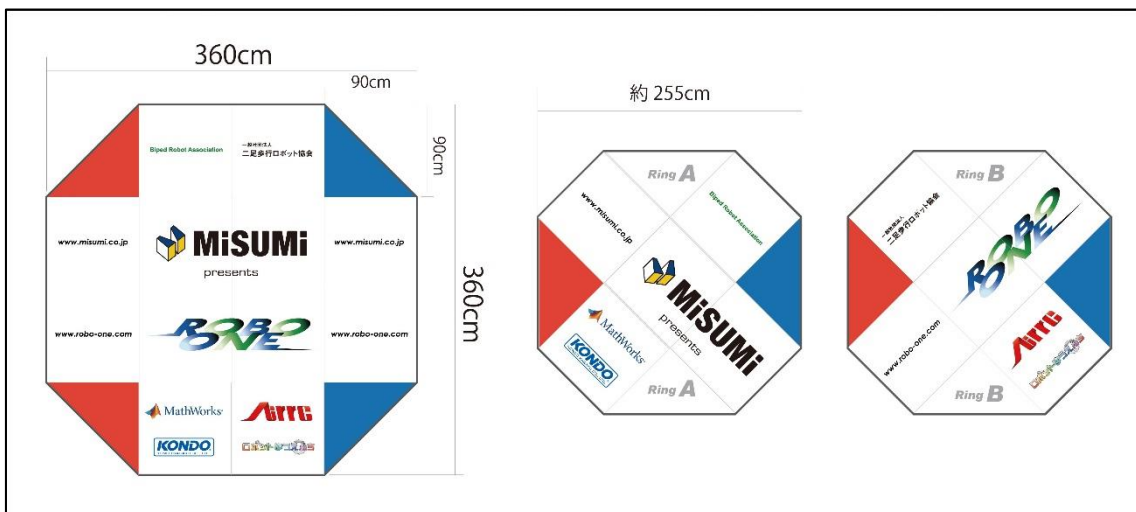 360cm
90cm
90cm
360cm
Biped Robot Association
一般社団法人
二足歩行ロボット協会
www.misumi.co.jp
MiSUMi
presents
www.misumi.co.jp
www.robo-one.com
ROBO
ONE
www.robo-one.com
MathWorks
Airrc
KONDO
約 255cm
Ring A
www.misumi.co.jp
Biped Robot Association
MiSUMi
presents
MathWorks
KONDO
Ring A
Ring B
一般社団法人
二足歩行ロボット協会
ROBO
ONE
www.robo-one.com
Airrc
Ring B